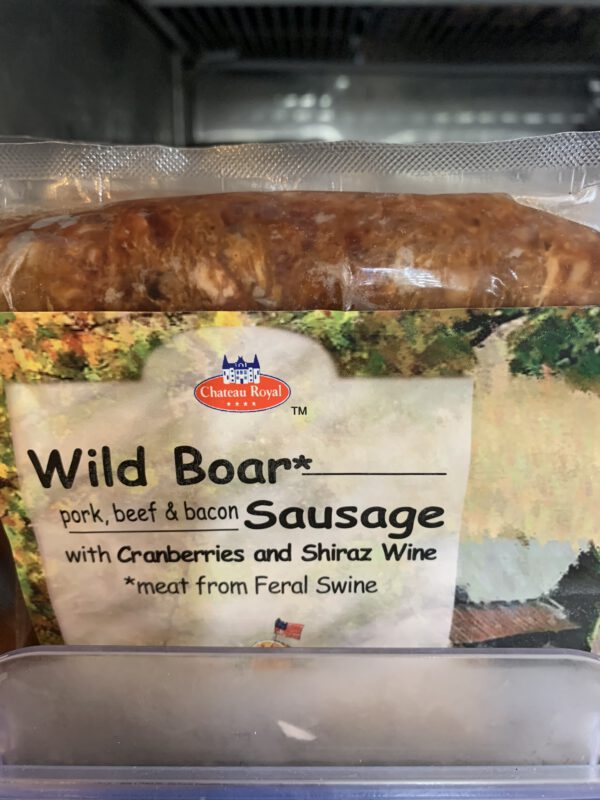 Chateau Royal
TM
Wild Boar*
pork, beef & bacon Sausage
with Cranberries and Shiraz Wine
*meat from Feral Swine